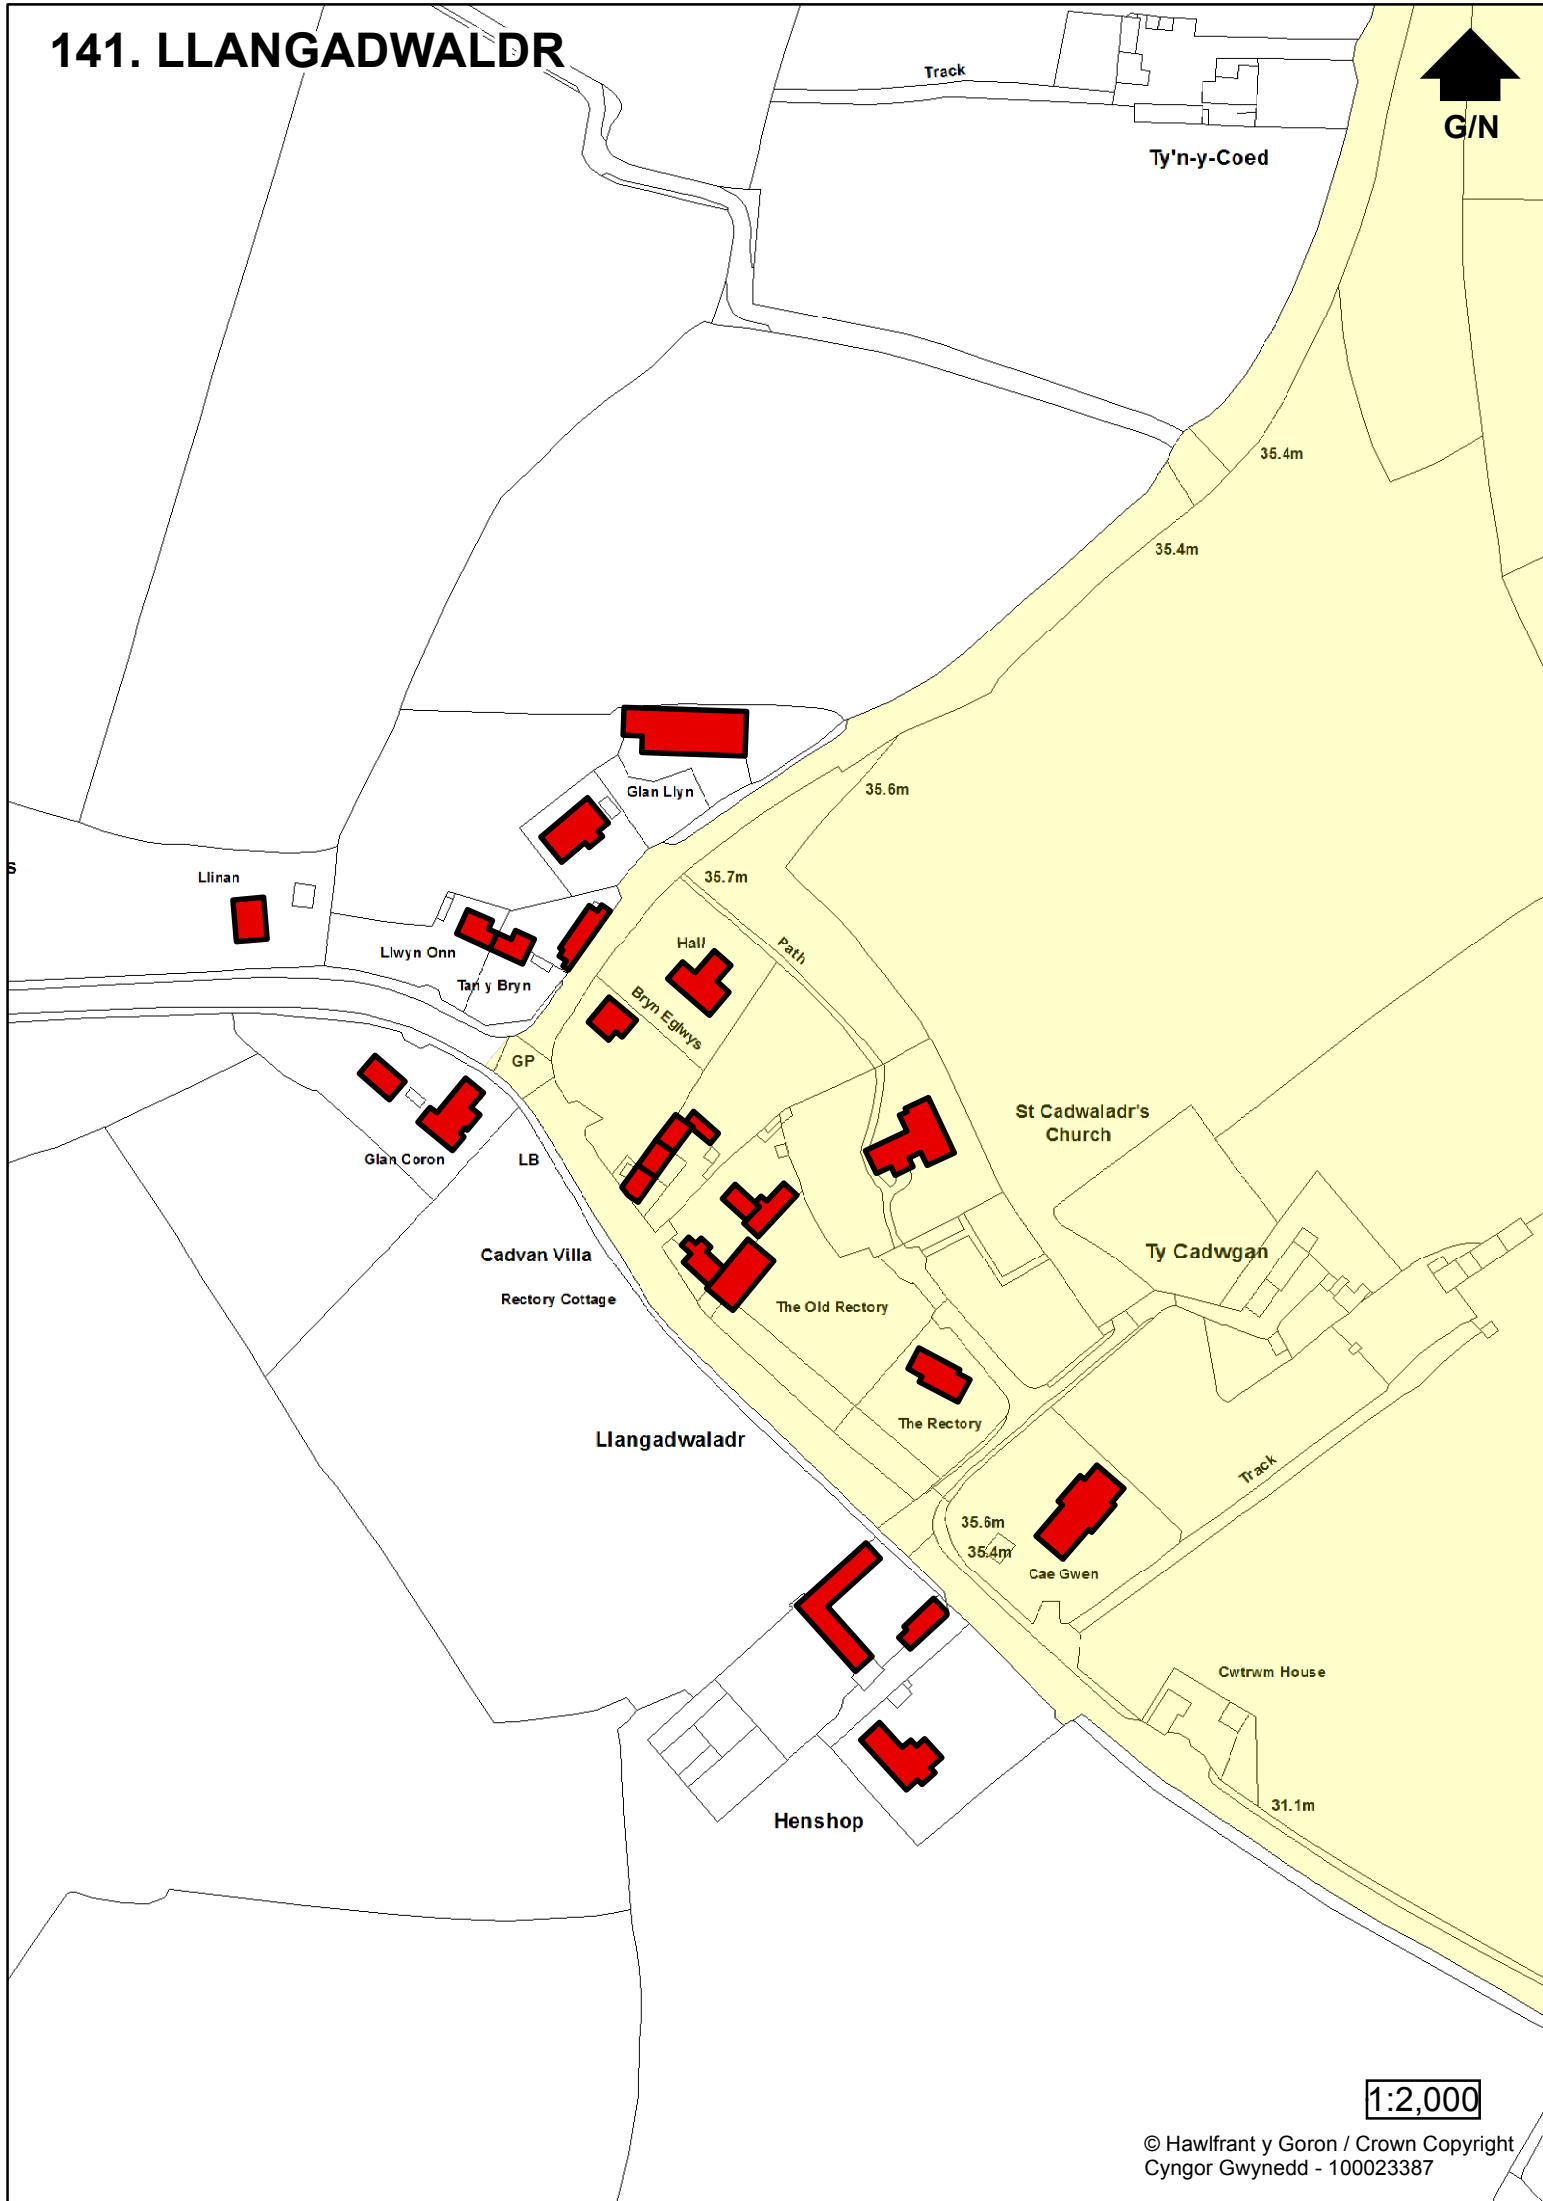 141. LLANGADWALDR
Track
G/N
Ty'n-y-Coed
35.4m
35.4m
Glan Llyn
35.6m
s
Llinan
35.7m
Hall
Path
Llwyn Onn
Tan y Bryn
Bryn Eglwys
GP
St Cadwaladr's
Church
Glan Coron
LB
Cadvan Villa
Ty Cadwgan
Rectory Cottage
The Old Rectory
The Rectory
Llangadwaladr
Track
35.6m
35.4m
Cae Gwen
Cwtrwm House
31.1m
Henshop
1:2,000
© Hawlfrant y Goron / Crown Copyright
Cyngor Gwynedd - 100023387